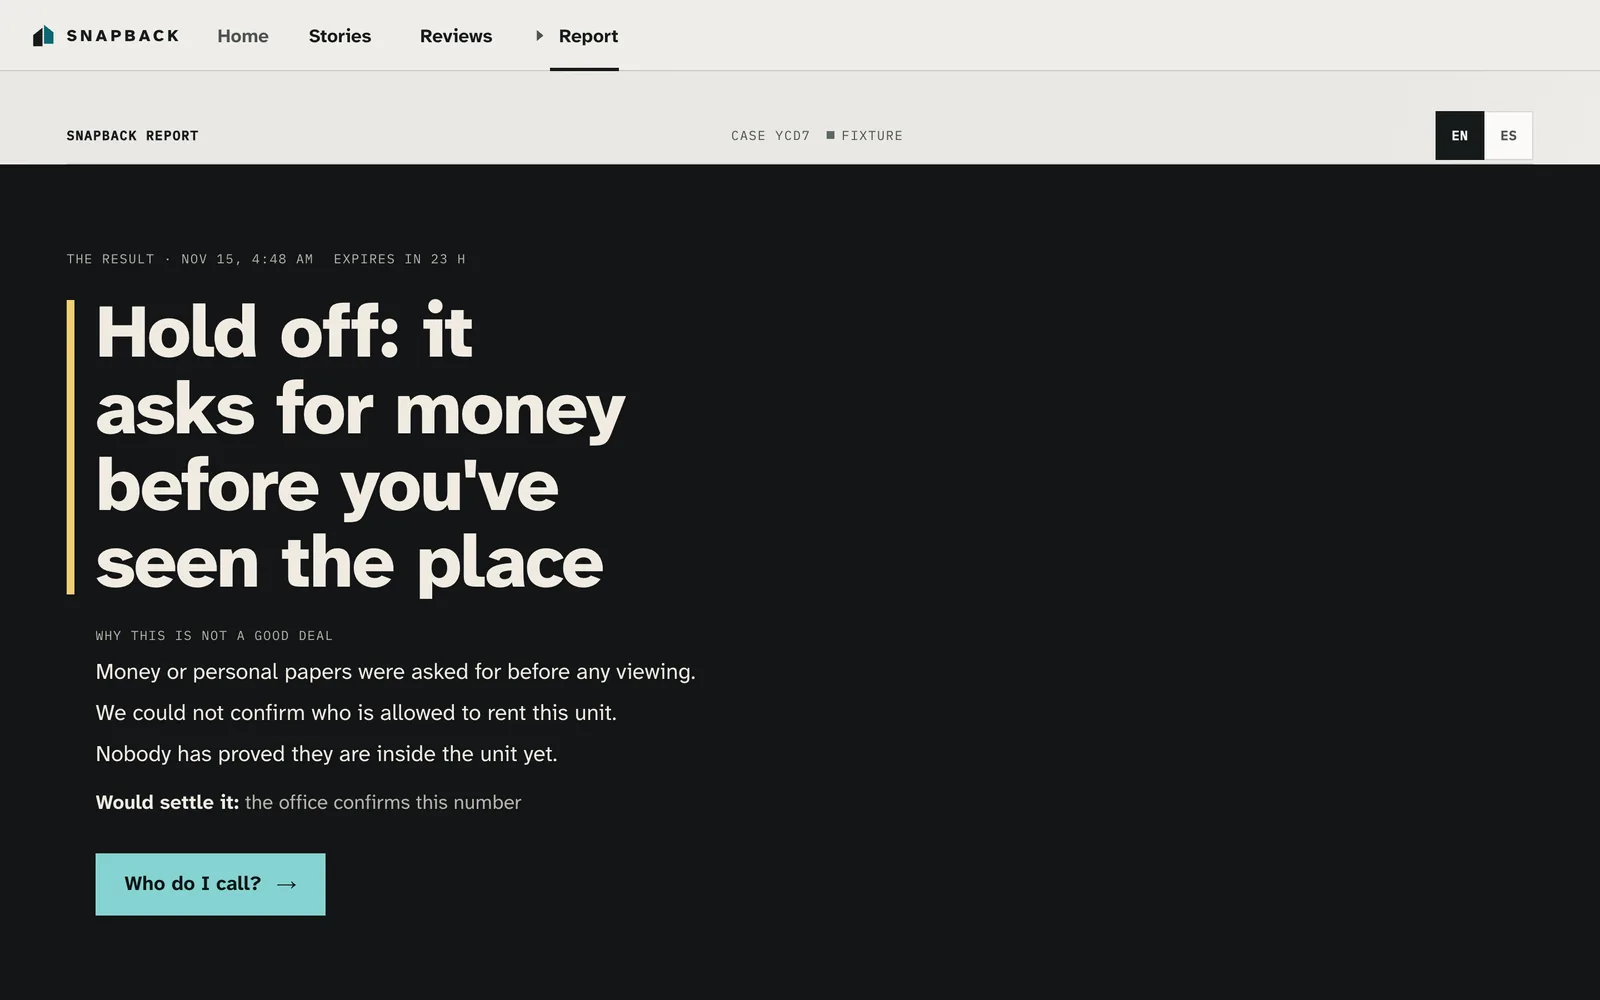 SNAPBACK Home Stories Reviews Report
SNAPBACK REPORT CASE YCD7 FIXTURE EN ES
THE RESULT · NOV 15, 4:48 AM EXPIRES IN 23 H
Hold off: it
asks for money
before you've
seen the place
WHY THIS IS NOT A GOOD DEAL
Money or personal papers were asked for before any viewing.
We could not confirm who is allowed to rent this unit.
Nobody has proved they are inside the unit yet.
Would settle it: the office confirms this number
Who do I call? →